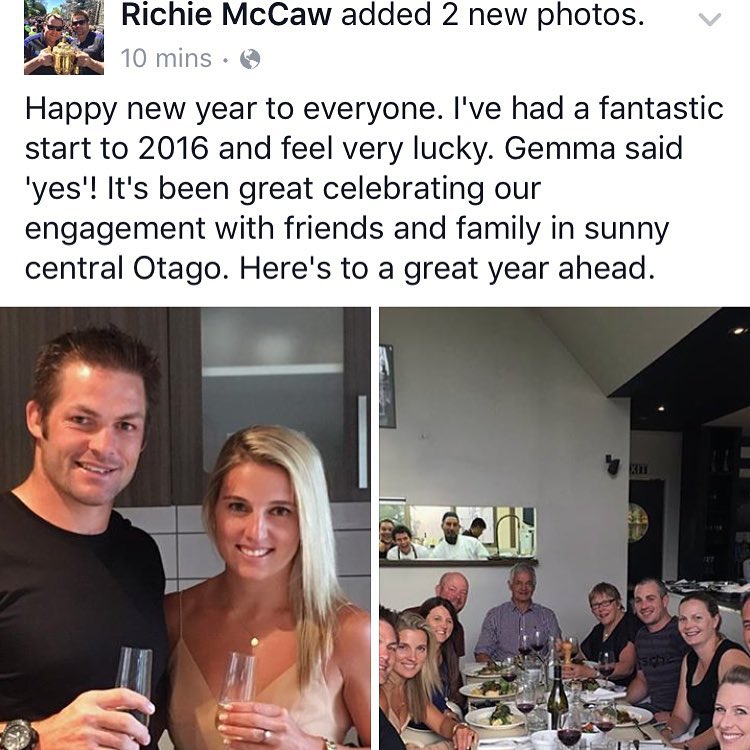 Richie McCaw added 2 new photos.
10 mins ·
Happy new year to everyone. I've had a fantastic
start to 2016 and feel very lucky. Gemma said
'yes'! It's been great celebrating our
engagement with friends and family in sunny
central Otago. Here's to a great year ahead.
EXIT